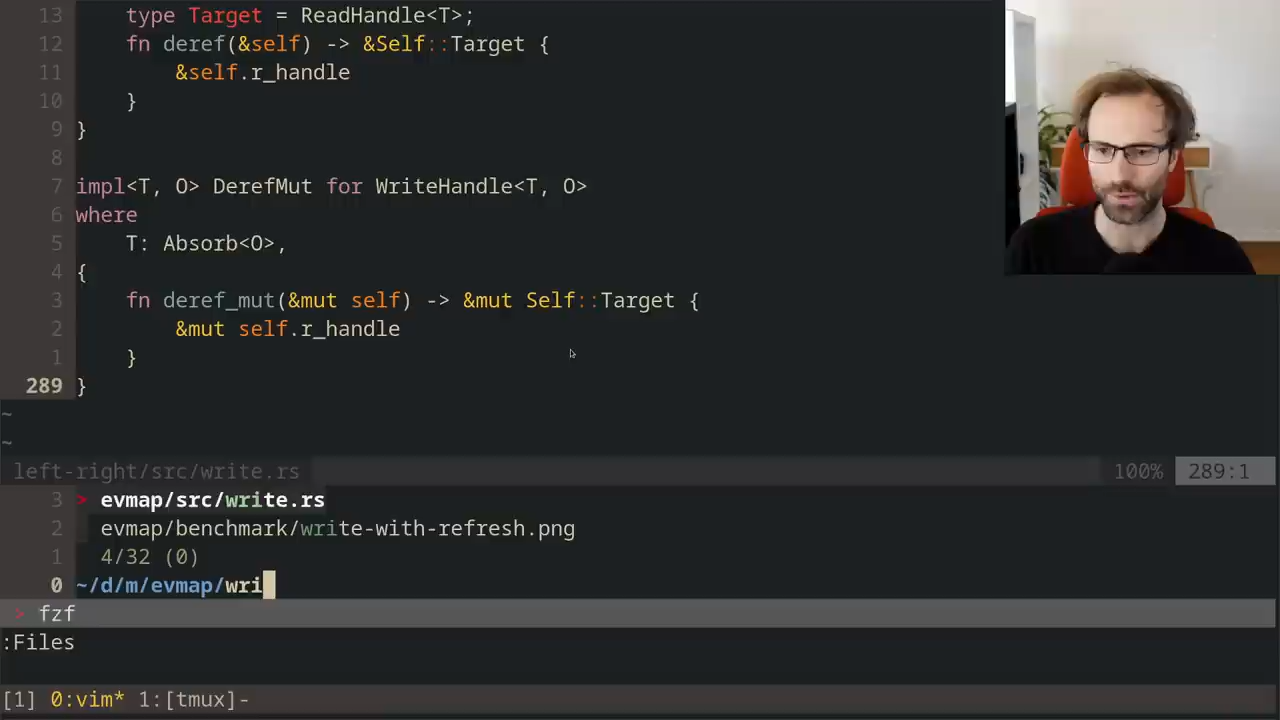 13     type Target = ReadHandle<T>;
12     fn deref(&self) -> &Self::Target {
11         &self.r_handle
10     }
9 }
8
7 impl<T, O> DerefMut for WriteHandle<T, O>
6 where
5     T: Absorb<O>,
4 {
3     fn deref_mut(&mut self) -> &mut Self::Target {
2         &mut self.r_handle
1     }
289 }
~
~
left-right/src/write.rs 100% 289:1
3 > evmap/src/write.rs
2   evmap/benchmark/write-with-refresh.png
1   4/32 (0)
0 ~/d/m/evmap/wri
> fzf
:Files
[1] 0:vim* 1:[tmux]-